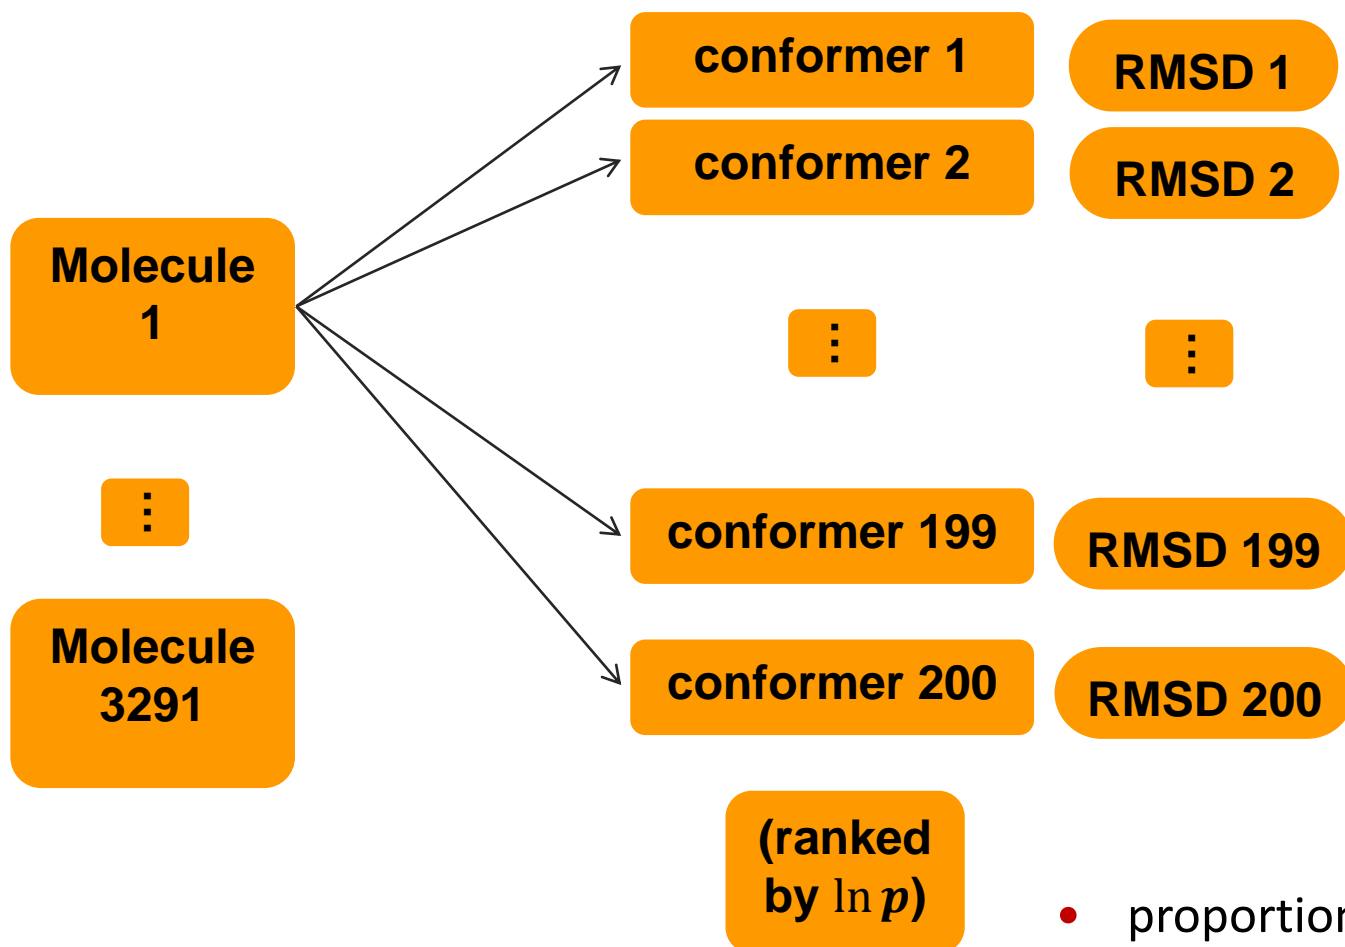 conformer 1
RMSD 1
conformer 2
RMSD 2
Molecule
1
⋮
⋮
⋮
conformer 199
RMSD 199
Molecule
3291
conformer 200
RMSD 200
(ranked
by ln p)
• proportion